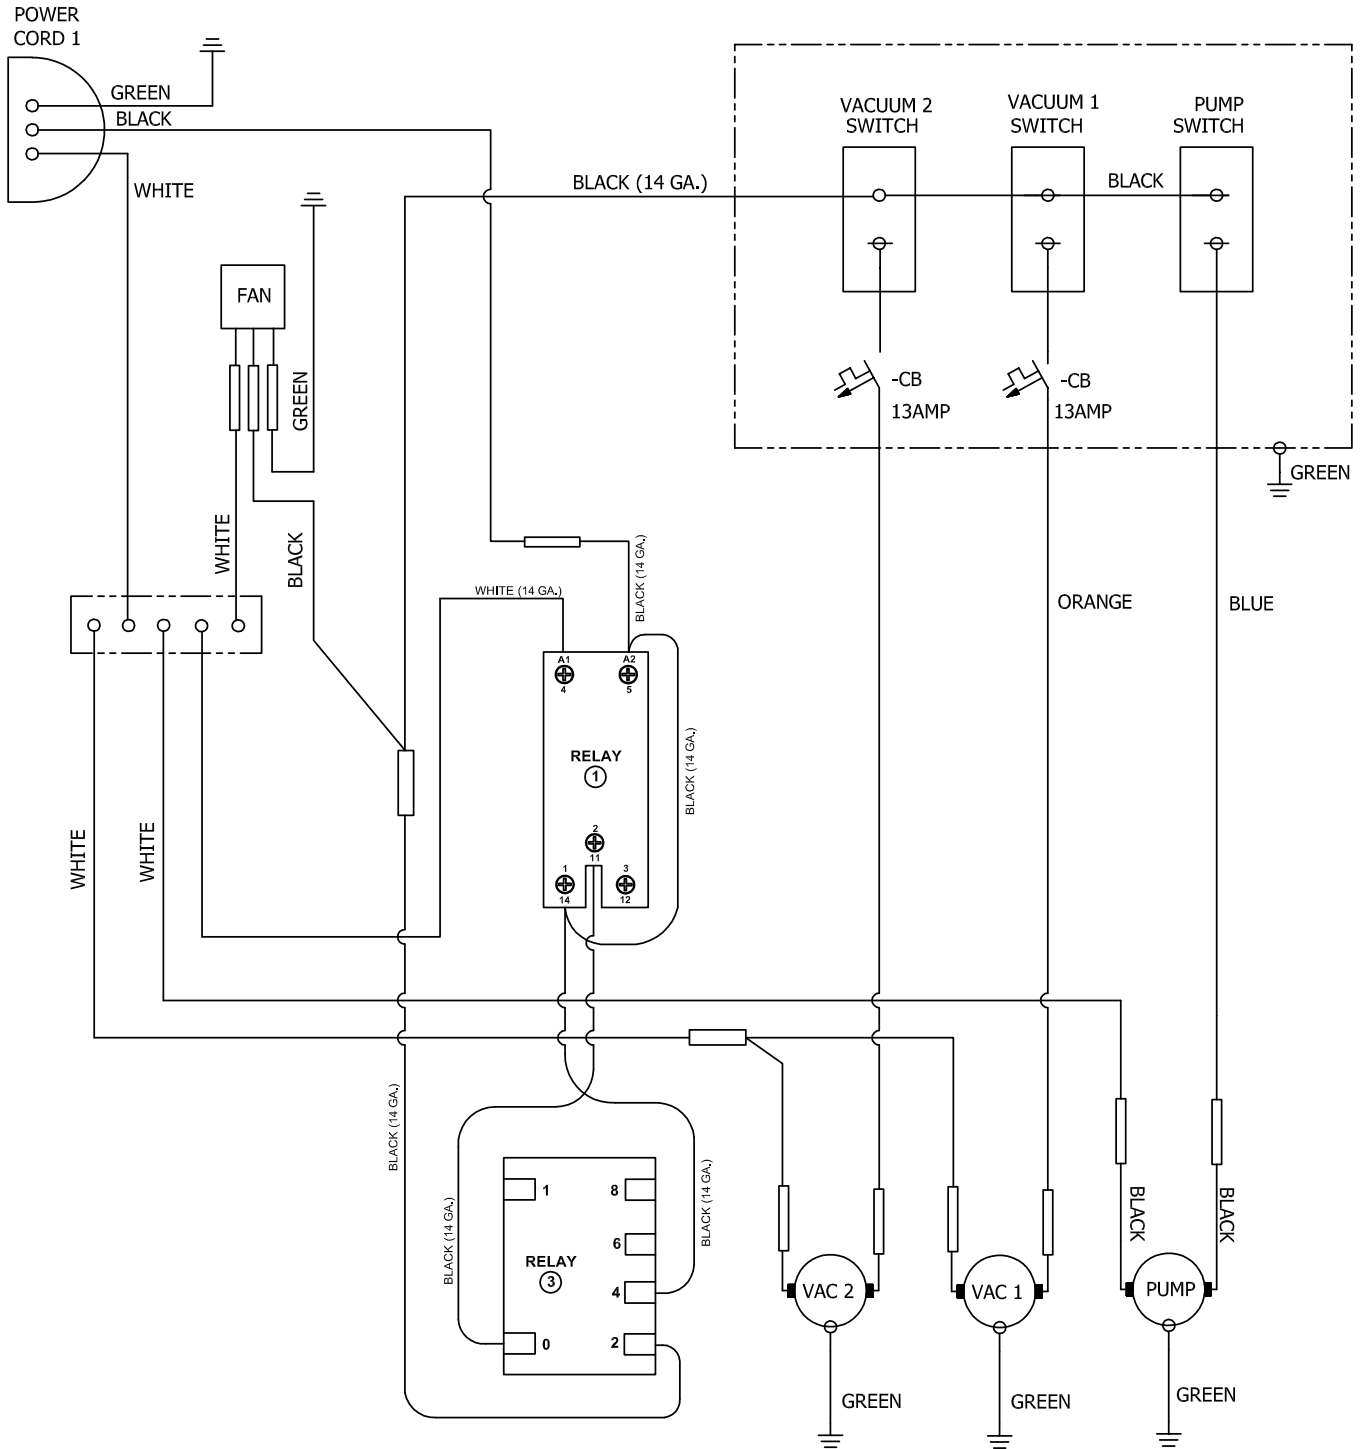 POWER
CORD 1
GREEN
BLACK
WHITE
BLACK (14 GA.)
VACUUM 2
SWITCH
VACUUM 1
SWITCH
PUMP
SWITCH
BLACK
FAN
GREEN
-CB
13AMP
-CB
13AMP
GREEN
WHITE
BLACK
WHITE (14 GA.)
BLACK (14 GA.)
ORANGE
BLUE
A1
4
A2
5
RELAY
1
BLACK (14 GA.)
2
11
1
14
3
12
WHITE
WHITE
BLACK (14 GA.)
BLACK (14 GA.)
BLACK (14 GA.)
1
8
6
RELAY
3
4
0
2
BLACK
BLACK
VAC 2
VAC 1
PUMP
GREEN
GREEN
GREEN